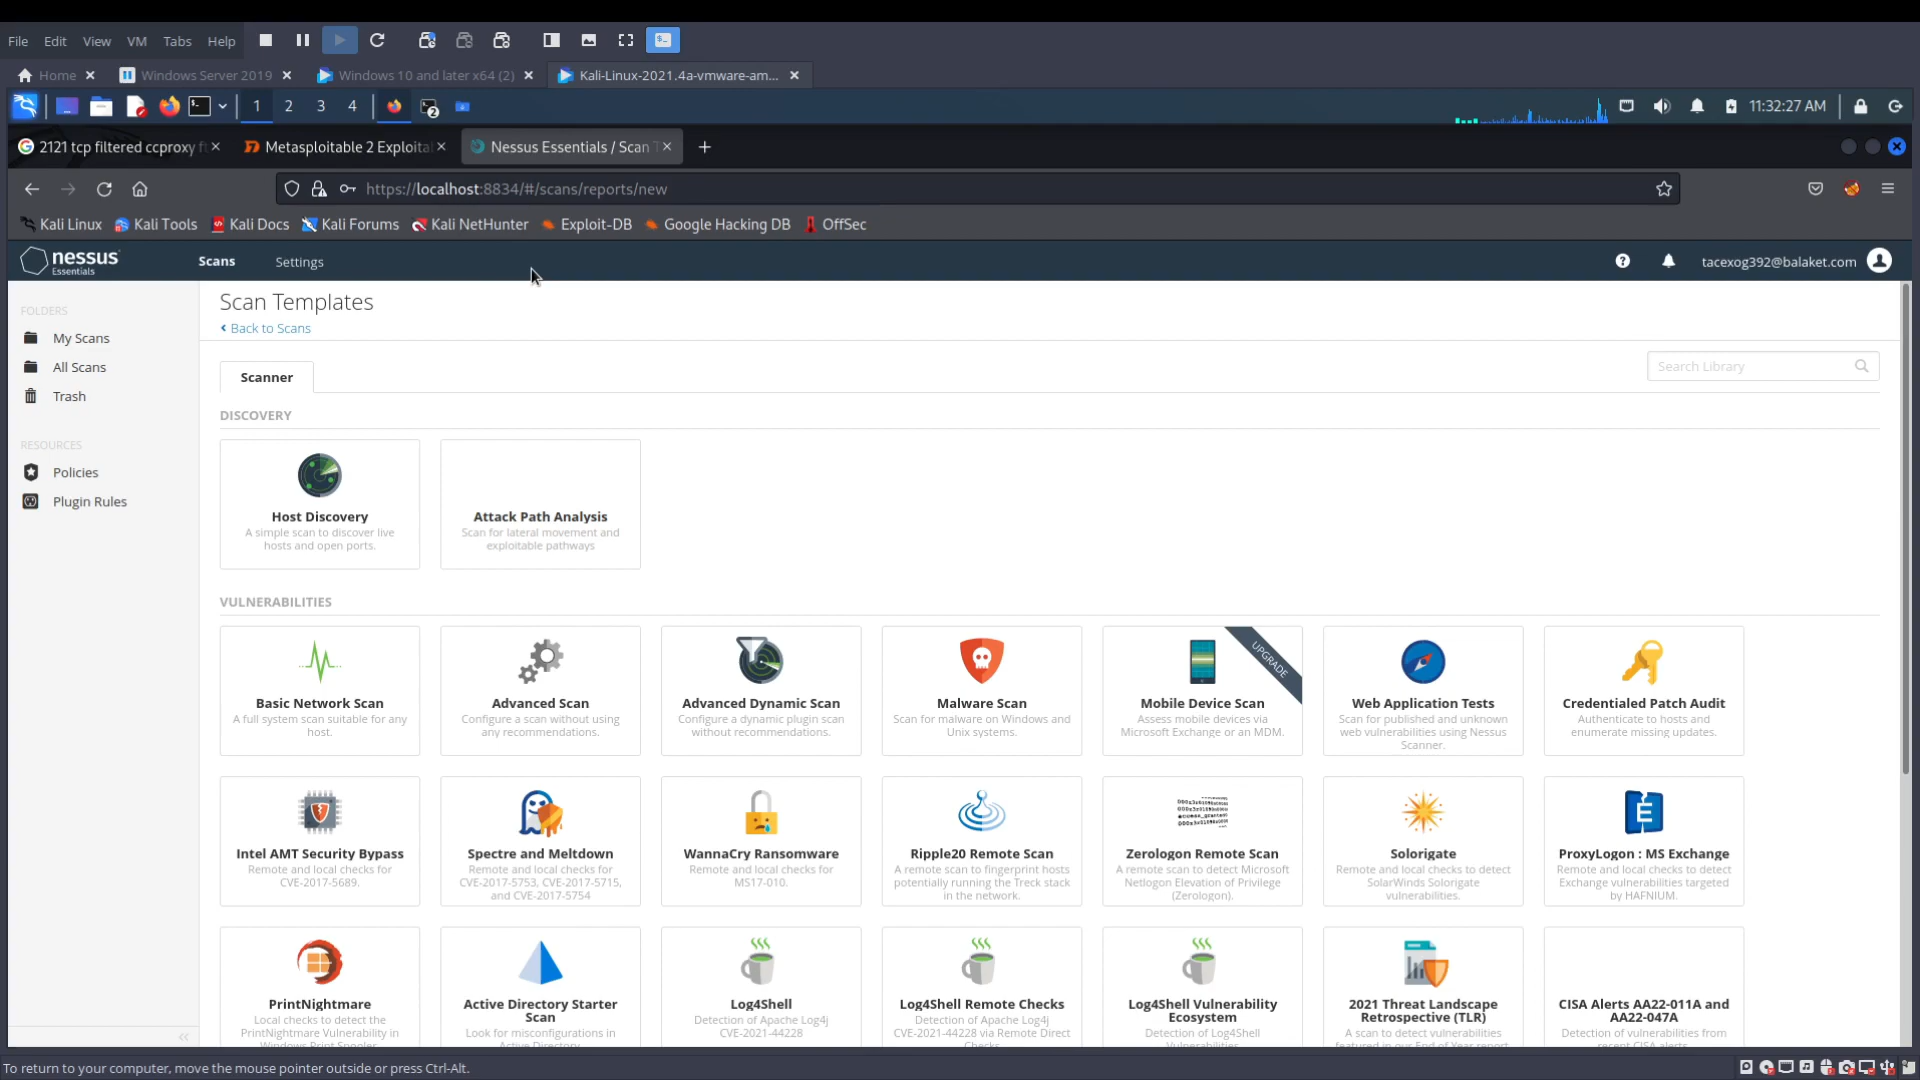 File Edit View VM Tabs Help
Home Windows Server 2019 Windows 10 and later x64 (2) Kali-Linux-2021.4a-vmware-am...
1 2 3 4 11:32:27 AM
2121 tcp filtered ccproxy f Metasploitable 2 Exploita Nessus Essentials / Scan T
https://localhost:8834/#/scans/reports/new
Kali Linux Kali Tools Kali Docs Kali Forums Kali NetHunter Exploit-DB Google Hacking DB OffSec
nessus
Essentials
Scans Settings tacexog392@balaket.com
FOLDERS
My Scans
All Scans
Trash
RESOURCES
Policies
Plugin Rules
Scan Templates
Back to Scans
Scanner
Search Library
DISCOVERY
Host Discovery
A simple scan to discover live
hosts and open ports.
Attack Path Analysis
Scan for lateral movement and
exploitable pathways
VULNERABILITIES
Basic Network Scan
A full system scan suitable for any
host.
Advanced Scan
Configure a scan without using
any recommendations.
Advanced Dynamic Scan
Configure a dynamic plugin scan
without recommendations.
Malware Scan
Scan for malware on Windows and
Unix systems.
UPGRADE
Mobile Device Scan
Assess mobile devices via
Microsoft Exchange or an MDM.
Web Application Tests
Scan for published and unknown
web vulnerabilities using Nessus
Scanner.
Credentialed Patch Audit
Authenticate to hosts and
enumerate missing updates.
Intel AMT Security Bypass
Remote and local checks for
CVE-2017-5689.
Spectre and Meltdown
Remote and local checks for
CVE-2017-5753, CVE-2017-5715,
and CVE-2017-5754
WannaCry Ransomware
Remote and local checks for
MS17-010.
Ripple20 Remote Scan
A remote scan to fingerprint hosts
potentially running the Treck stack
in the network.
Zerologon Remote Scan
A remote scan to detect Microsoft
Netlogon Elevation of Privilege
(Zerologon).
Solorigate
Remote and local checks to detect
SolarWinds Solorigate
vulnerabilities.
ProxyLogon : MS Exchange
Remote and local checks to detect
Exchange vulnerabilities targeted
by HAFNIUM.
PrintNightmare
Local checks to detect the
PrintNightmare Vulnerability in
Windows Print Spooler.
Active Directory Starter
Scan
Look for misconfigurations in
Active Directory.
Log4Shell
Detection of Apache Log4j
CVE-2021-44228
Log4Shell Remote Checks
Detection of Apache Log4j
CVE-2021-44228 via Remote Direct
Checks
Log4Shell Vulnerability
Ecosystem
Detection of Log4Shell
Vulnerabilities
2021 Threat Landscape
Retrospective (TLR)
A scan to detect vulnerabilities
featured in our End of Year report
CISA Alerts AA22-011A and
AA22-047A
Detection of vulnerabilities from
recent CISA alerts.
To return to your computer, move the mouse pointer outside or press Ctrl-Alt.